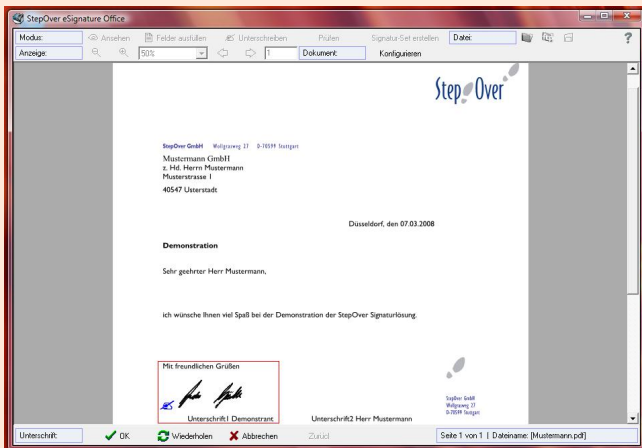 StepOver eSignature Office
Modus: Ansehen Felder ausfüllen Unterschreiben Prüfen Signatur-Set erstellen Datei: ?
Anzeige: 50% 1 Dokument: Konfigurieren
Step Over
StepOver GmbH Wollgrasweg 27 D-70599 Stuttgart
Mustermann GmbH
z. Hd. Herrn Mustermann
Musterstrasse 1
40547 Usterstadt
Düsseldorf, den 07.03.2008
Demonstration
Sehr geehrter Herr Mustermann,
ich wünsche Ihnen viel Spaß bei der Demonstration der StepOver Signaturlösung.
Mit freundlichen Grüßen
Unterschrift1 Demonstrant Unterschrift2 Herr Mustermann
StepOver GmbH
Wollgrasweg 27
D-70599 Stuttgart
Unterschrift: OK Wiederholen Abbrechen Zurück Seite 1 von 1 | Dateiname: [Mustermann.pdf]